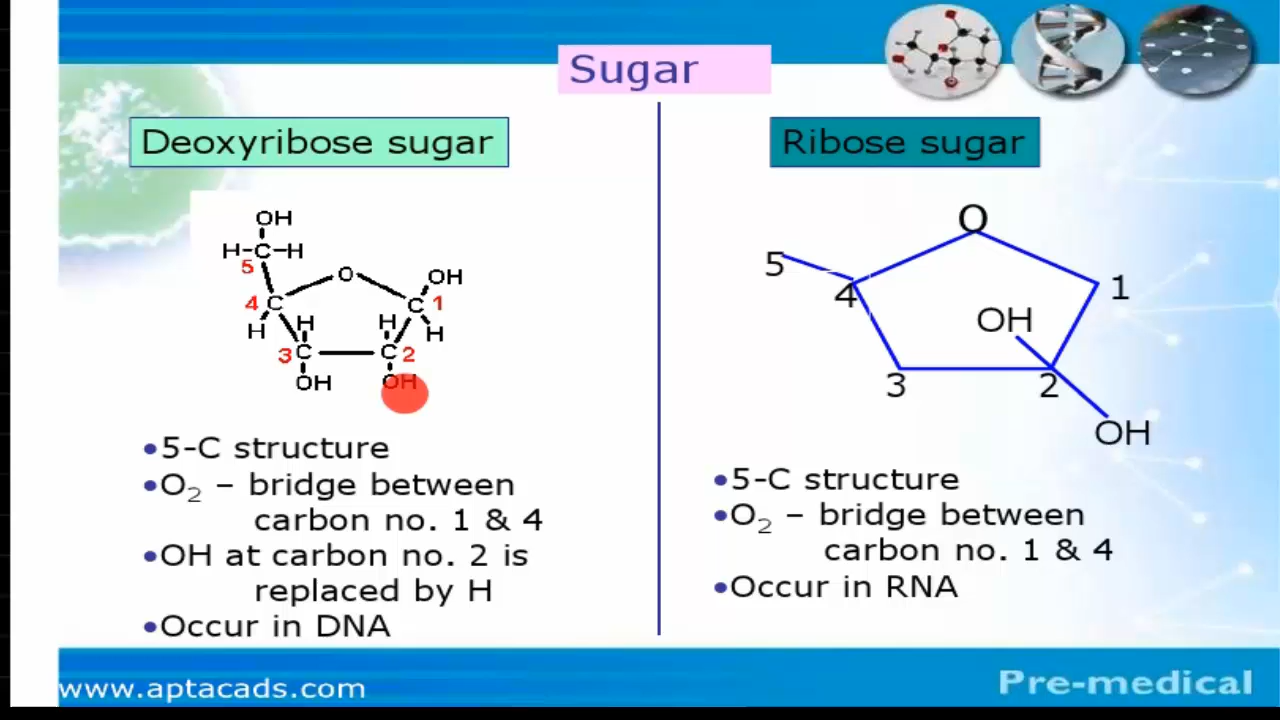 Sugar
Deoxyribose sugar
OH
H-C-H
5
O
OH
4 C
C 1
H
H
H
H
3 C
C 2
OH
OH
•5-C structure
•O₂ – bridge between
carbon no. 1 & 4
•OH at carbon no. 2 is
replaced by H
•Occur in DNA
Ribose sugar
O
5
4
1
OH
3
2
OH
•5-C structure
•O₂ – bridge between
carbon no. 1 & 4
•Occur in RNA
www.aptacads.com
Pre-medical